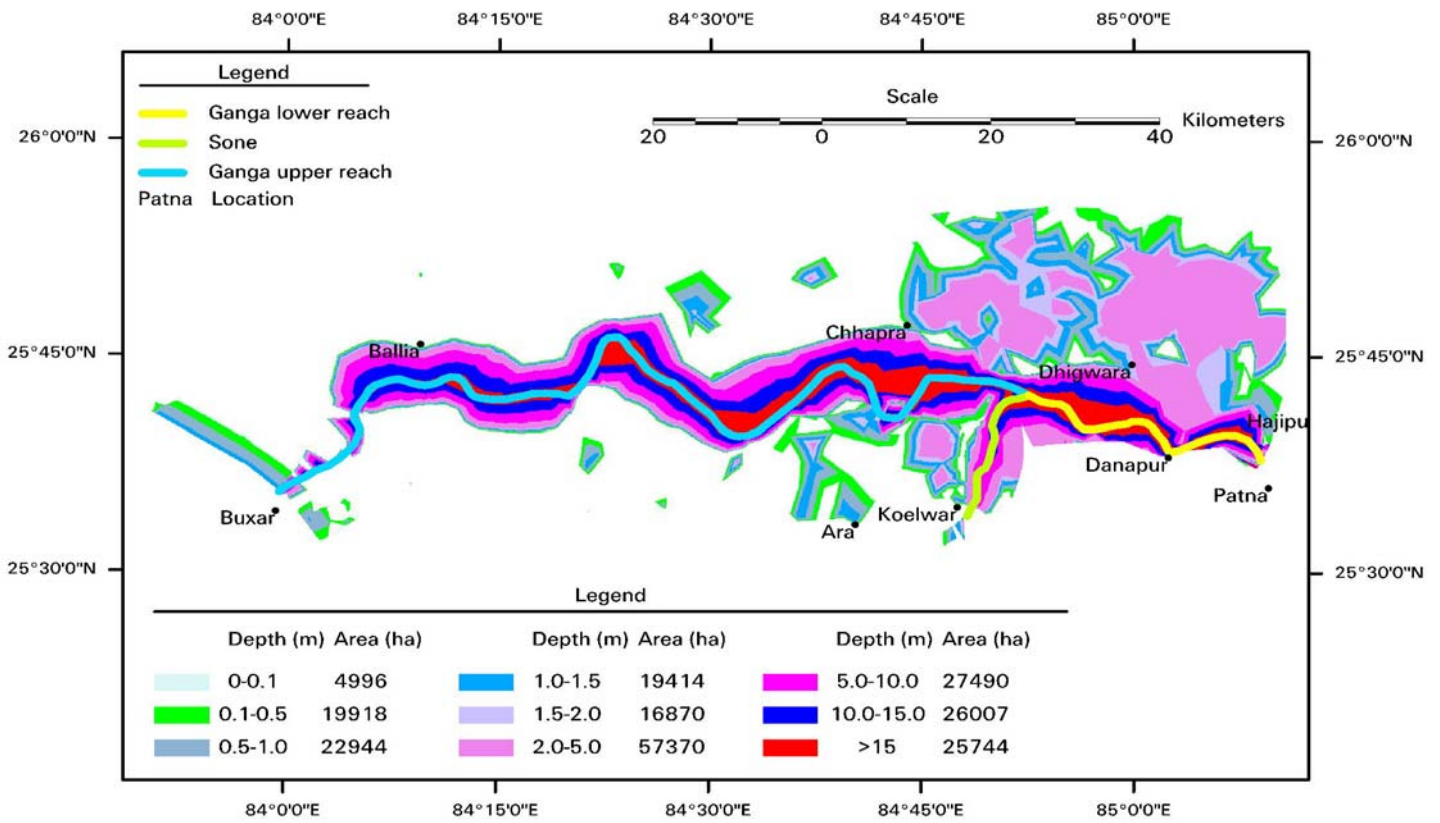 84°0'0"E 84°15'0"E 84°30'0"E 84°45'0"E 85°0'0"E
Legend
Ganga lower reach
Sone
Ganga upper reach
Patna Location
Scale
20 0 20 40 Kilometers
26°0'0"N 26°0'0"N
Chhapra
Ballia
25°45'0"N 25°45'0"N
Dhigwara
Hajipu
Danapur
Patna
Buxar
Koelwar
Ara
25°30'0"N 25°30'0"N
Legend
Depth (m) Area (ha) Depth (m) Area (ha) Depth (m) Area (ha)
0-0.1 4996 1.0-1.5 19414 5.0-10.0 27490
0.1-0.5 19918 1.5-2.0 16870 10.0-15.0 26007
0.5-1.0 22944 2.0-5.0 57370 >15 25744
84°0'0"E 84°15'0"E 84°30'0"E 84°45'0"E 85°0'0"E